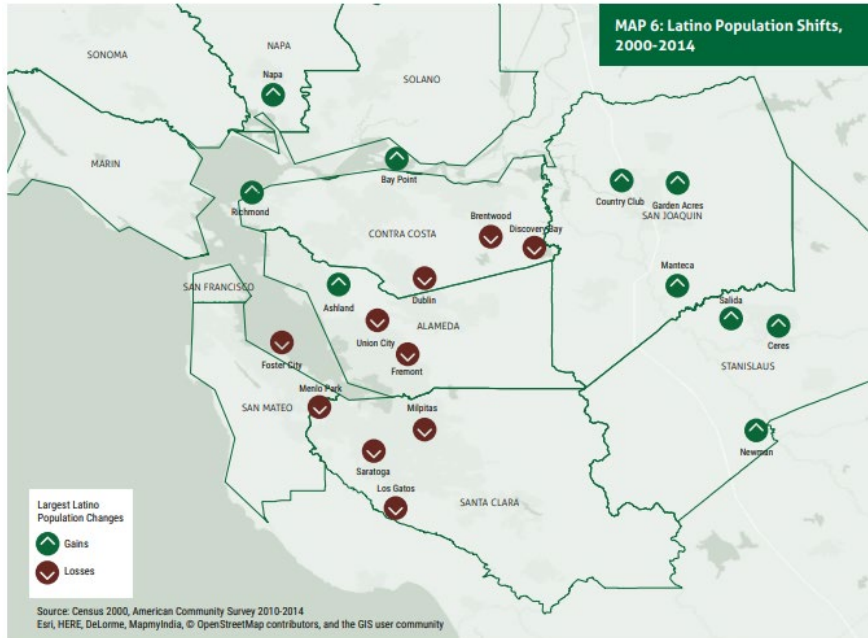 MAP 6: Latino Population Shifts,
2000-2014
NAPA
SONOMA
Napa
SOLANO
MARIN
Bay Point
Richmond
Country Club
Garden Acres
SAN JOAQUIN
Brentwood
Discovery Bay
CONTRA COSTA
Manteca
SAN FRANCISCO
Ashland
Dublin
Salida
ALAMEDA
Union City
Ceres
Foster City
Fremont
STANISLAUS
Menlo Park
SAN MATEO
Milpitas
Newman
Saratoga
Los Gatos
SANTA CLARA
Largest Latino
Population Changes
Gains
Losses
Source: Census 2000, American Community Survey 2010-2014
Esri, HERE, DeLorme, MapmyIndia, © OpenStreetMap contributors, and the GIS user community